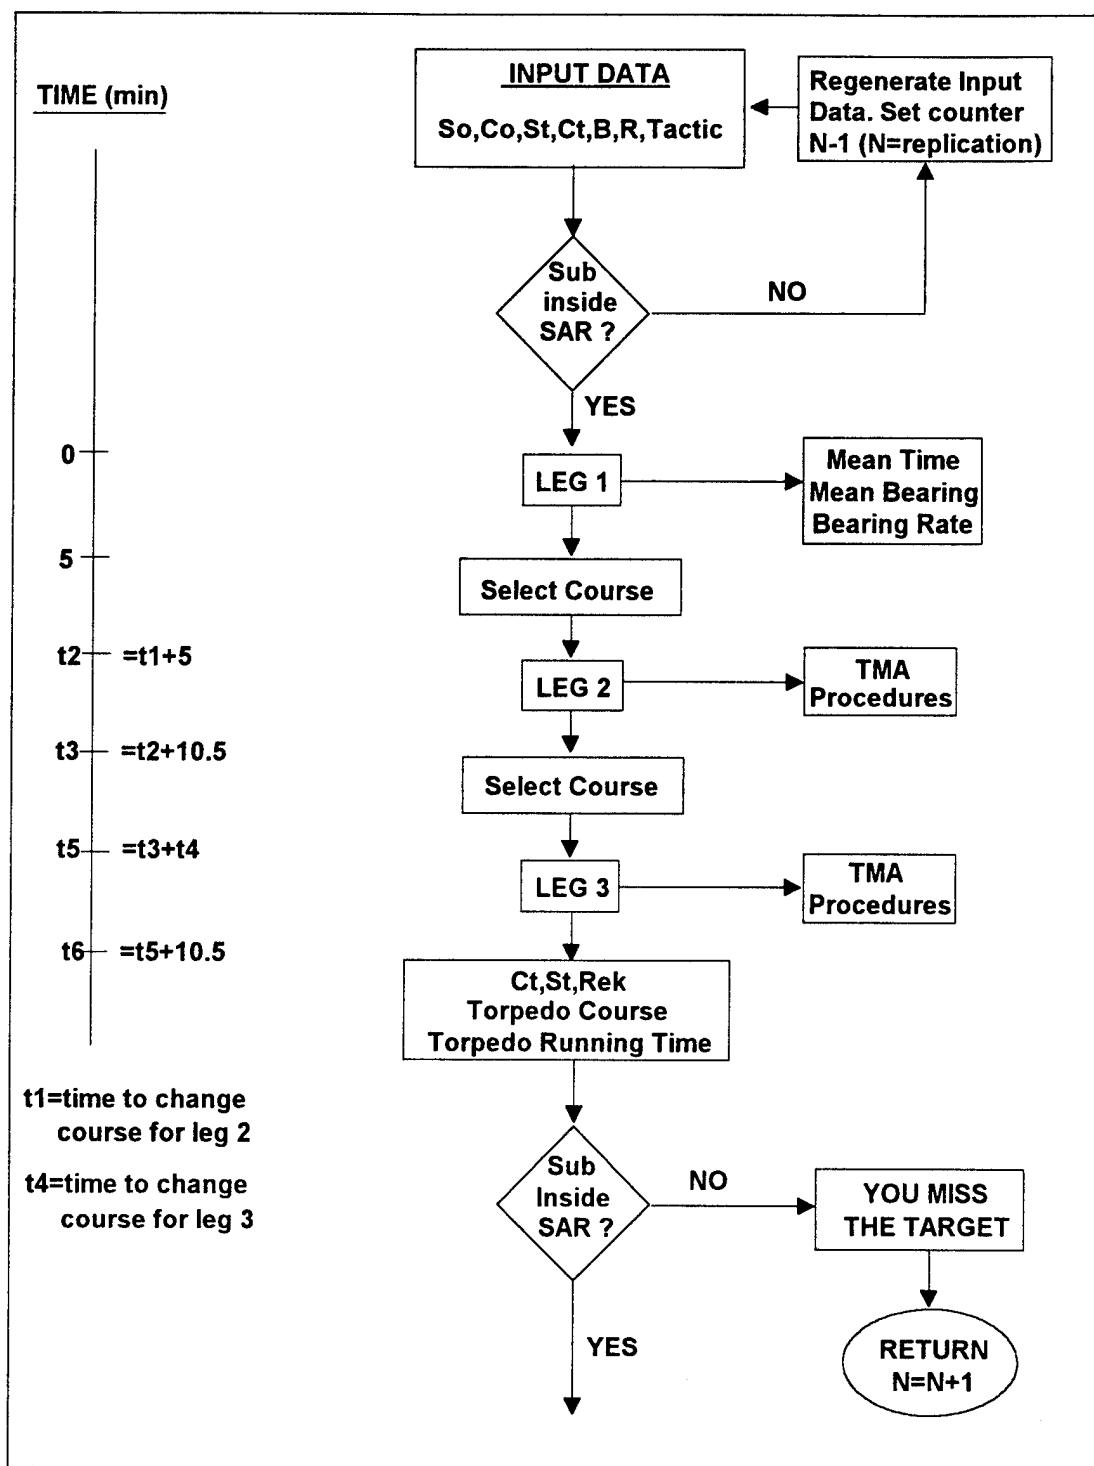 TIME (min)
INPUT DATA
So,Co,St,Ct,B,R,Tactic
Regenerate Input
Data. Set counter
N-1 (N=replication)
Sub
inside
SAR ?
NO
YES
0
LEG 1
Mean Time
Mean Bearing
Bearing Rate
5
Select Course
t2 =t1+5
LEG 2
TMA
Procedures
t3 =t2+10.5
Select Course
t5 =t3+t4
LEG 3
TMA
Procedures
t6 =t5+10.5
Ct,St,Rek
Torpedo Course
Torpedo Running Time
t1=time to change
course for leg 2
t4=time to change
course for leg 3
Sub
Inside
SAR ?
NO
YOU MISS
THE TARGET
YES
RETURN
N=N+1